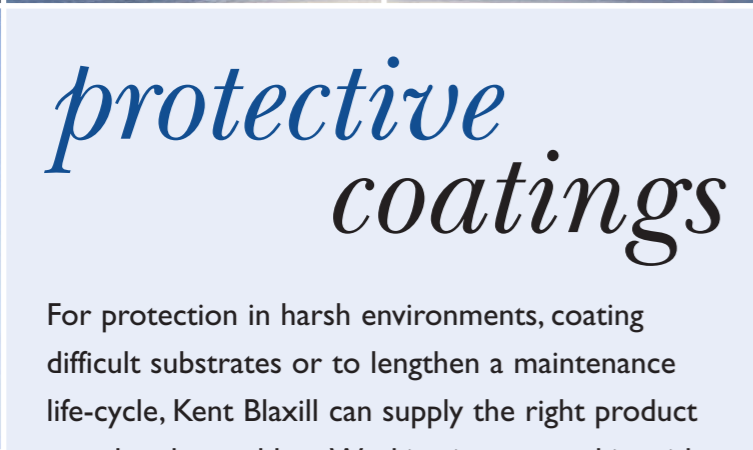 protective
coatings
For protection in harsh environments, coating
difficult substrates or to lengthen a maintenance
life-cycle, Kent Blaxill can supply the right product